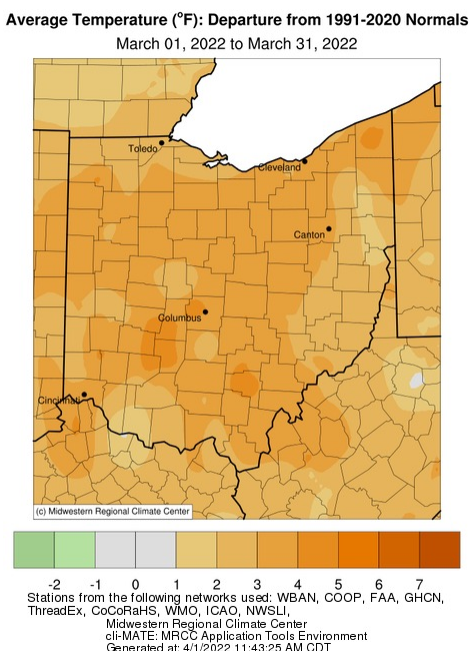 Average Temperature (°F): Departure from 1991-2020 Normals
March 01, 2022 to March 31, 2022
Toledo
Cleveland
Canton
Columbus
Cincinnati
(c) Midwestern Regional Climate Center
-2 -1 0 1 2 3 4 5 6 7
Stations from the following networks used: WBAN, COOP, FAA, GHCN,
ThreadEx, CoCoRaHS, WMO, ICAO, NWSLI,
Midwestern Regional Climate Center
cli-MATE: MRCC Application Tools Environment
Generated at: 4/1/2022 11:43:25 AM CDT